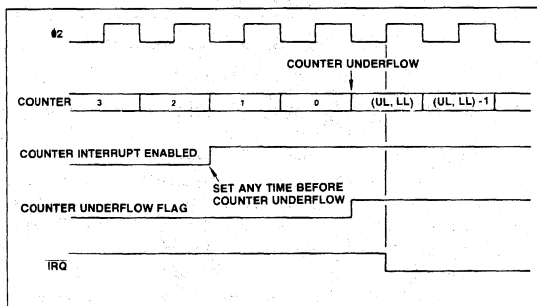 φ2
COUNTER UNDERFLOW
COUNTER 3 2 1 0 (UL, LL) (UL, LL) -1
COUNTER INTERRUPT ENABLED
SET ANY TIME BEFORE
COUNTER UNDERFLOW
COUNTER UNDERFLOW FLAG
IRQ